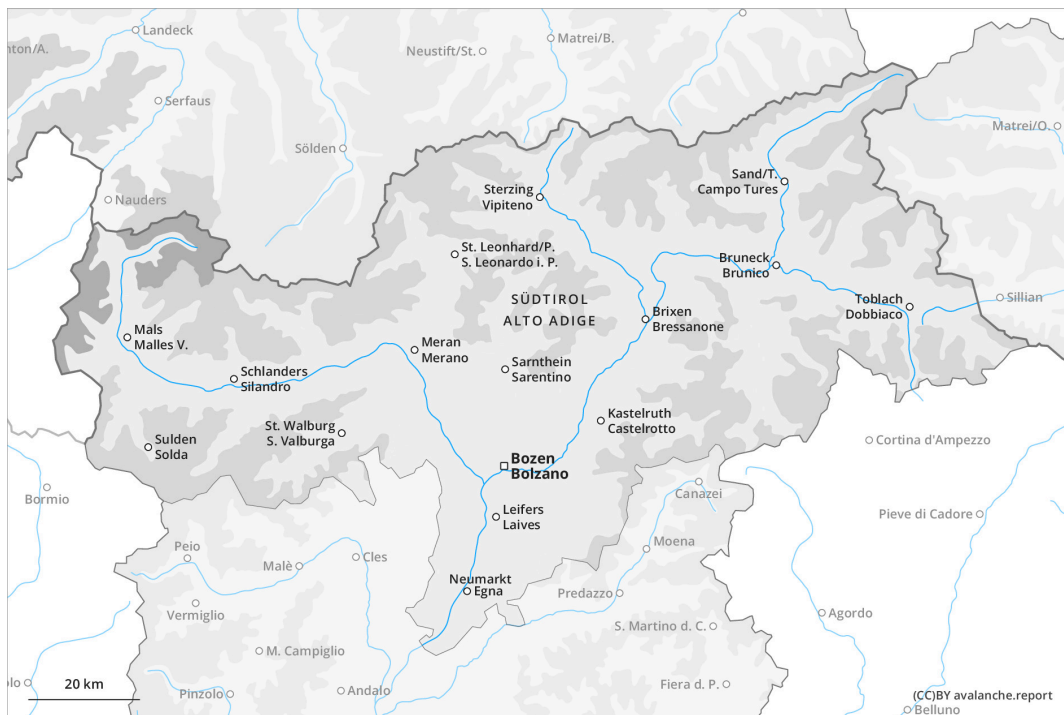 Landeck
nton/A.
Neustift/St.
Matrei/B.
Serfaus
Matrei/O.
Sölden
Sand/T.
Campo Tures
Sterzing
Vipiteno
Nauders
St. Leonhard/P.
S. Leonardo i. P.
Bruneck
Brunico
SÜDTIROL
ALTO ADIGE
Toblach
Dobbiaco
Sillian
Brixen
Bressanone
Mals
Malles V.
Meran
Merano
Sarnthein
Sarentino
Schlanders
Silandro
Kastelruth
Castelrotto
St. Walburg
S. Valburga
Sulden
Solda
Cortina d'Ampezzo
Bozen
Bolzano
Bormio
Canazei
Leifers
Laives
Pieve di Cadore
Moena
Peio
Cles
Malè
Neumarkt
Egna
Predazzo
Vermiglio
Agordo
S. Martino d. C.
M. Campiglio
olo
20 km
Pinzolo
Andalo
Fiera d. P.
(CC)BY avalanche.report
Belluno